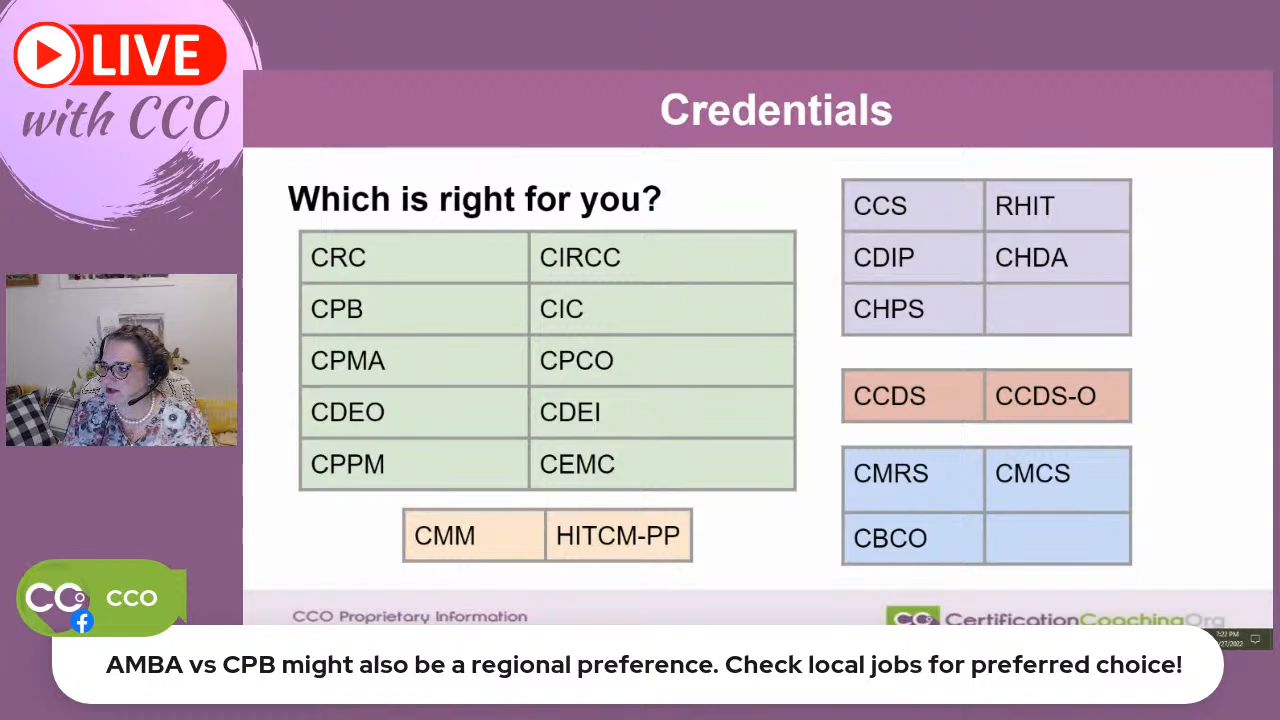 LIVE
with CCO
Credentials
Which is right for you?
CRC CIRCC
CPB CIC
CPMA CPCO
CDEO CDEI
CPPM CEMC
CMM HITCM-PP
CCS RHIT
CDIP CHDA
CHPS
CCDS CCDS-O
CMRS CMCS
CBCO
CCO Proprietary Information
CC CertificationCoachingOrg
CCO CCO
AMBA vs CPB might also be a regional preference. Check local jobs for preferred choice!